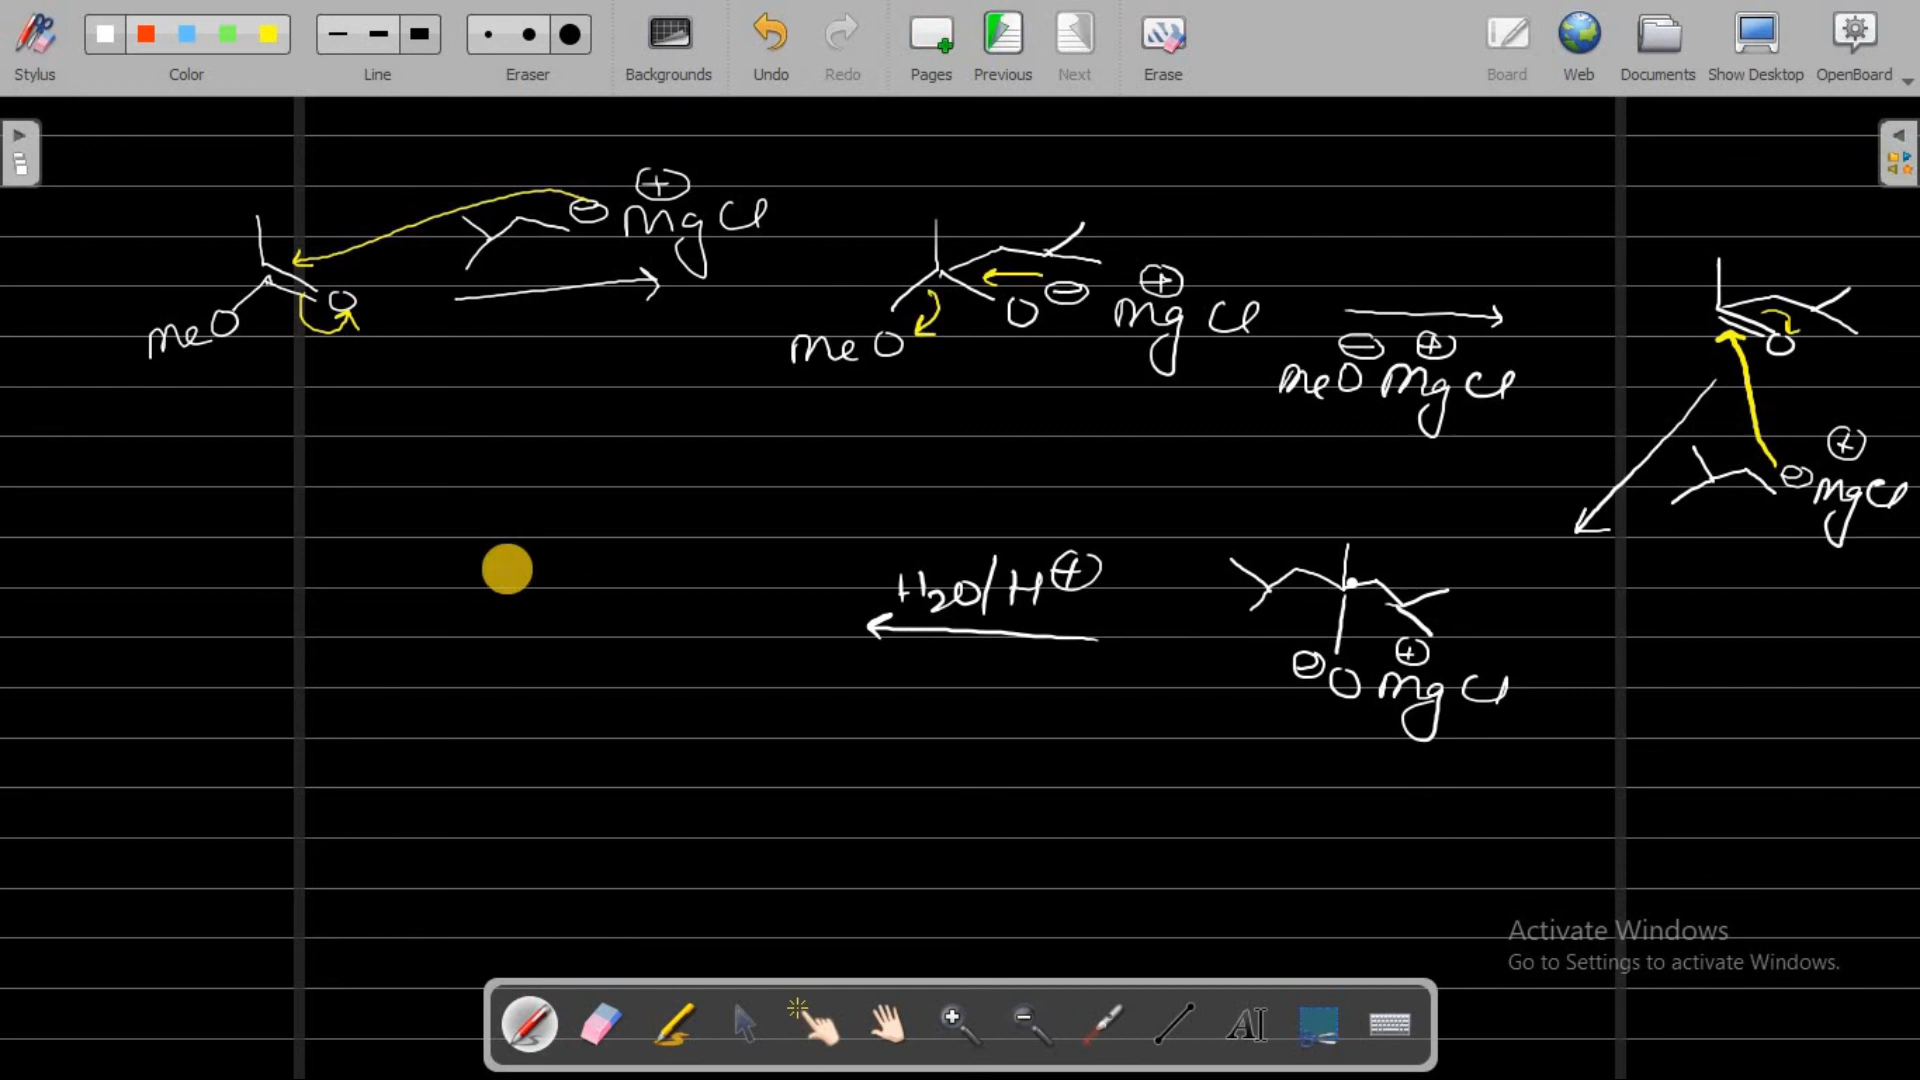 Stylus Color Line Eraser Backgrounds Undo Redo Pages Previous Next Erase Board Web Documents Show Desktop OpenBoard
⊕
⊖ MgCl
MeO O
MeO O ⊖ ⊕ MgCl
⊖ ⊕
MeO MgCl
O
⊕
⊖ MgCl
H2O/H⊕
⊕
⊖O MgCl
Activate Windows
Go to Settings to activate Windows.
AI